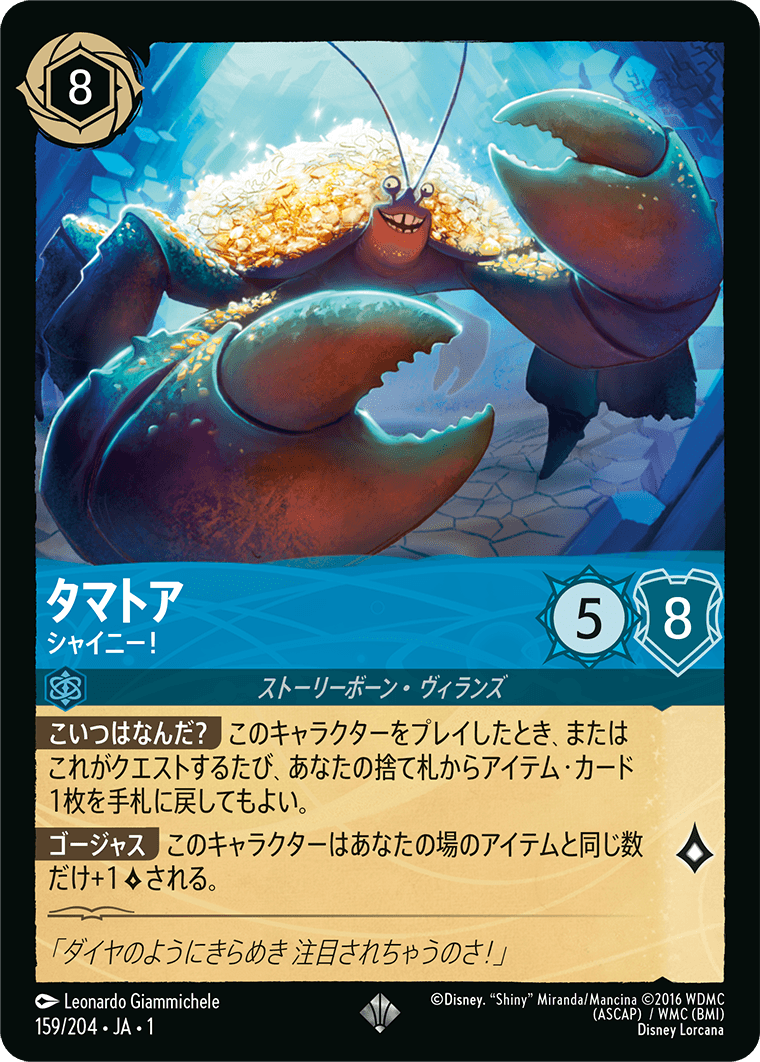 8
タマトア
シャイニー！
5
8
ストーリーボーン・ヴィランズ
こいつはなんだ？ このキャラクターをプレイしたとき、または
これがクエストするたび、あなたの捨て札からアイテム・カード
1枚を手札に戻してもよい。
ゴージャス このキャラクターはあなたの場のアイテムと同じ数
だけ+1される。
「ダイヤのようにきらめき 注目されちゃうのさ！」
Leonardo Giammichele
159/204 • JA • 1
©Disney. “Shiny” Miranda/Mancina ©2016 WDMC
(ASCAP) / WMC (BMI)
Disney Lorcana